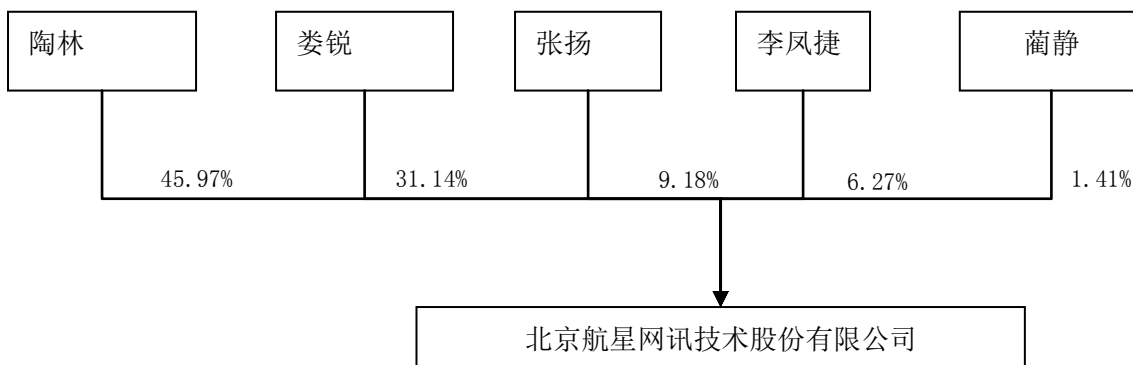 陶林
娄锐
张扬
李凤捷
蔺静
45.97%
31.14%
9.18%
6.27%
1.41%
北京航星网讯技术股份有限公司